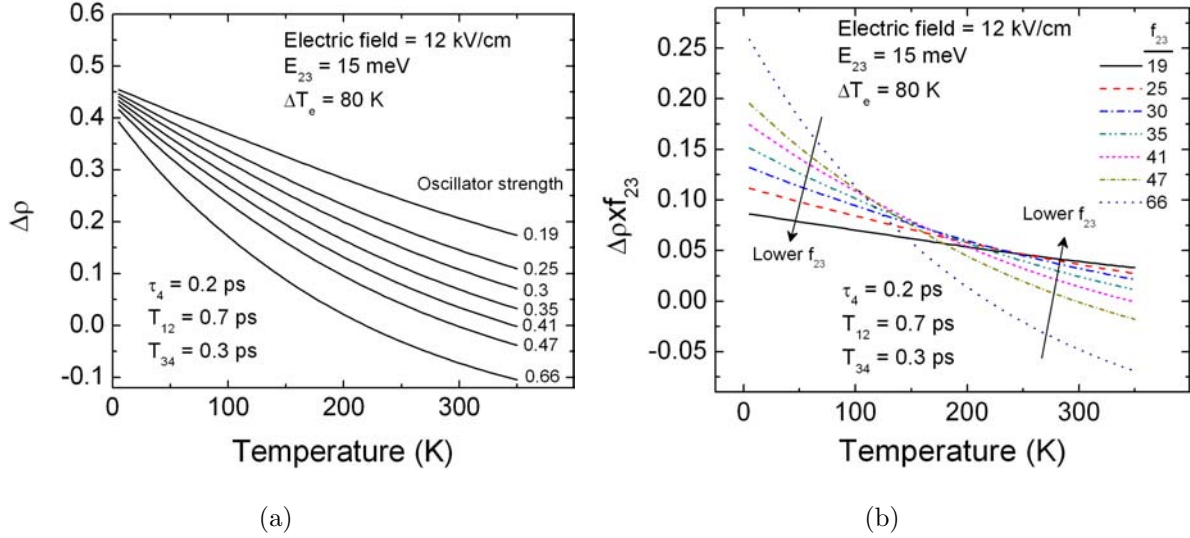 0.6
0.5
0.4
0.3
0.2
0.1
0.0
-0.1
Δρ
Electric field = 12 kV/cm
E23 = 15 meV
ΔTe = 80 K
Oscillator strength
0.19
0.25
0.3
0.35
0.41
0.47
0.66
τ4 = 0.2 ps
T12 = 0.7 ps
T34 = 0.3 ps
0 100 200 300
Temperature (K)
(a)
0.25
0.20
0.15
0.10
0.05
0.00
-0.05
Δρxf23
Electric field = 12 kV/cm
E23 = 15 meV
ΔTe = 80 K
f23
19
25
30
35
41
47
66
Lower f23
Lower f23
τ4 = 0.2 ps
T12 = 0.7 ps
T34 = 0.3 ps
0 100 200 300
Temperature (K)
(b)